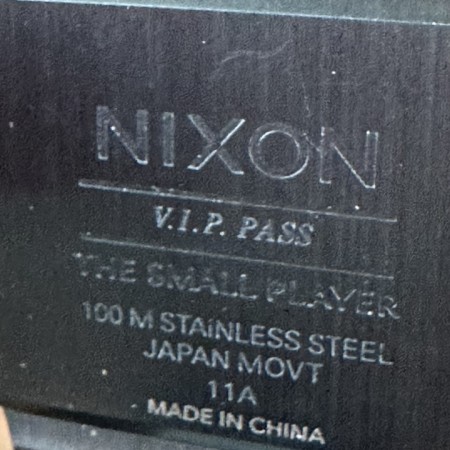 NIXON
V.I.P. PASS
THE SMALL PLAYER
100 M STAINLESS STEEL
JAPAN MOVT
11A
MADE IN CHINA